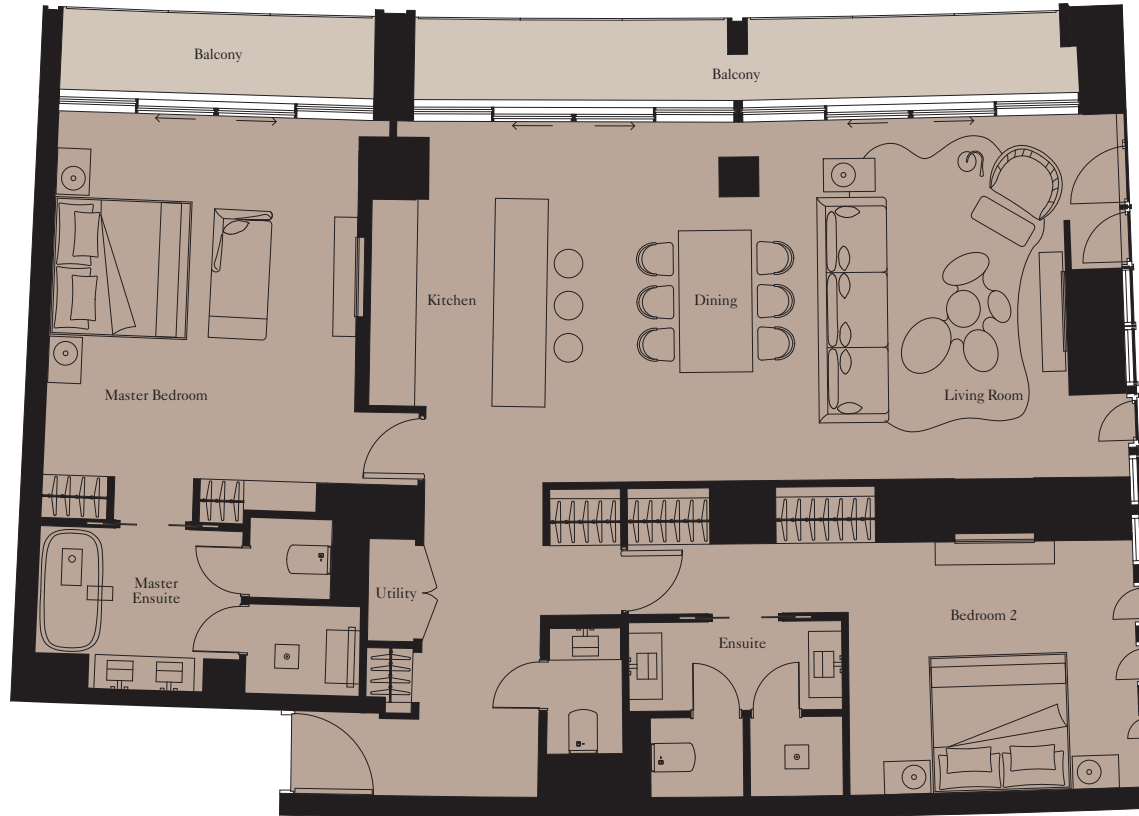 Balcony
Balcony
Kitchen
Dining
Master Bedroom
Living Room
Master
Ensuite
Utility
Bedroom 2
Ensuite